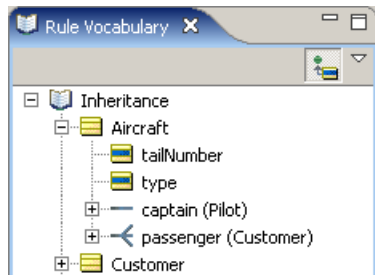 Rule Vocabulary
Inheritance
Aircraft
tailNumber
type
captain (Pilot)
passenger (Customer)
Customer